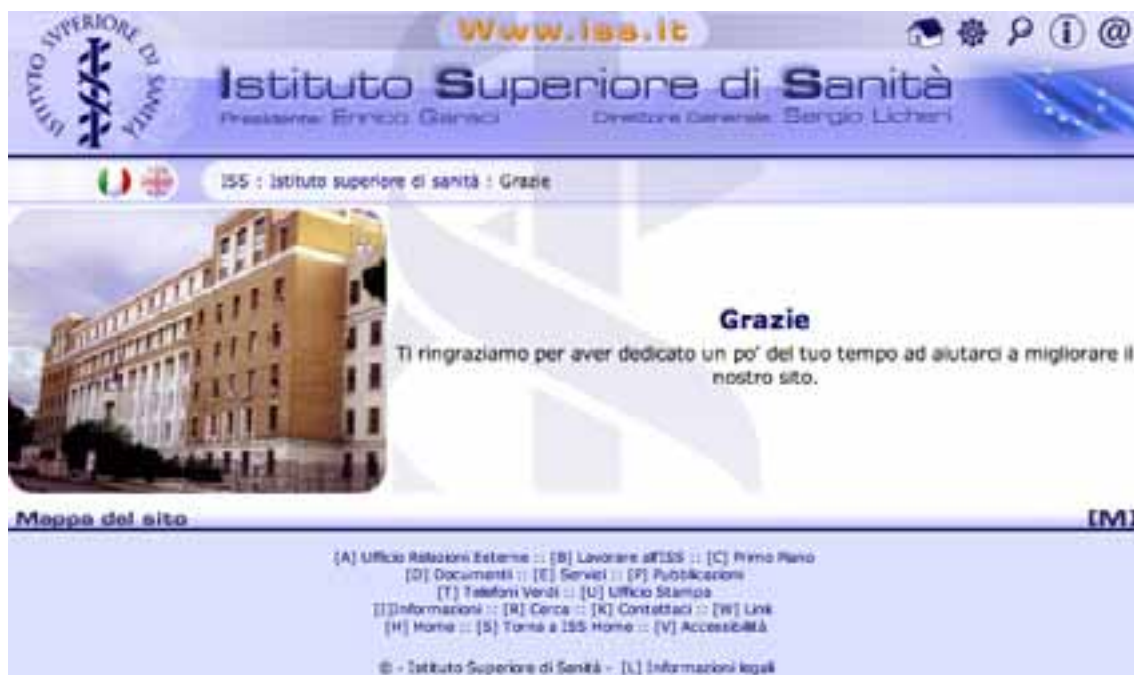 ISTITVTO SVPERIORE DI SANITÀ
Www.iss.it
Istituto Superiore di Sanità
Presidente: Enrico Garaci Direttore Generale: Sergio Licheri
ISS : Istituto superiore di sanità : Grazie
Grazie
Ti ringraziamo per aver dedicato un po' del tuo tempo ad aiutarci a migliorare il
nostro sito.
Mappa del sito [M]
[A] Ufficio Relazioni Esterne :: [B] Lavorare all'ISS :: [C] Primo Piano
[D] Documenti :: [E] Servizi :: [P] Pubblicazioni
[T] Telefoni Verdi :: [U] Ufficio Stampa
[I]Informazioni :: [R] Cerca :: [K] Contattaci :: [W] Link
[H] Home :: [S] Torna a ISS Home :: [V] Accessibilità
© - Istituto Superiore di Sanità - [L] Informazioni legali